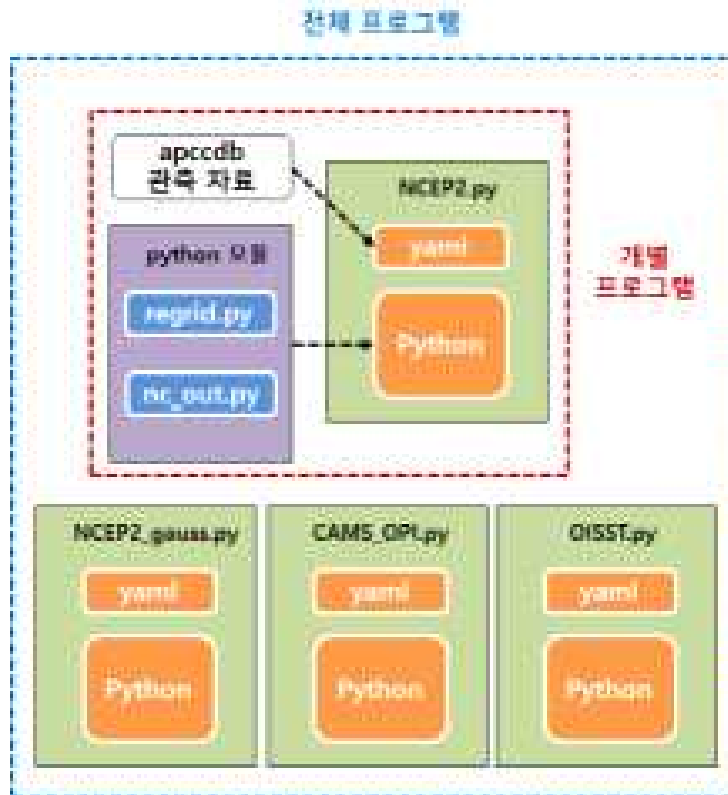 전체 프로그램
apccdb
관측 자료
NCEP2.py
yaml
python 모듈
regrid.py
nc_out.py
Python
개별
프로그램
NCEP2_gauss.py
CAMS_OPI.py
OISST.py
yaml
yaml
yaml
Python
Python
Python